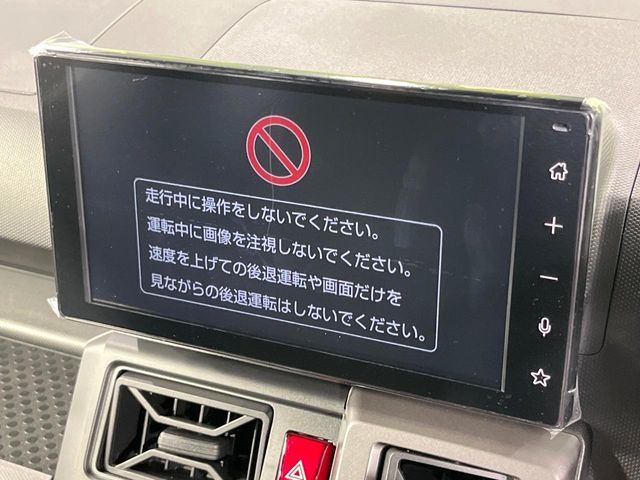 走行中に操作をしないでください。
運転中に画像を注視しないでください。
速度を上げての後退運転や画面だけを
見ながらの後退運転はしないでください。